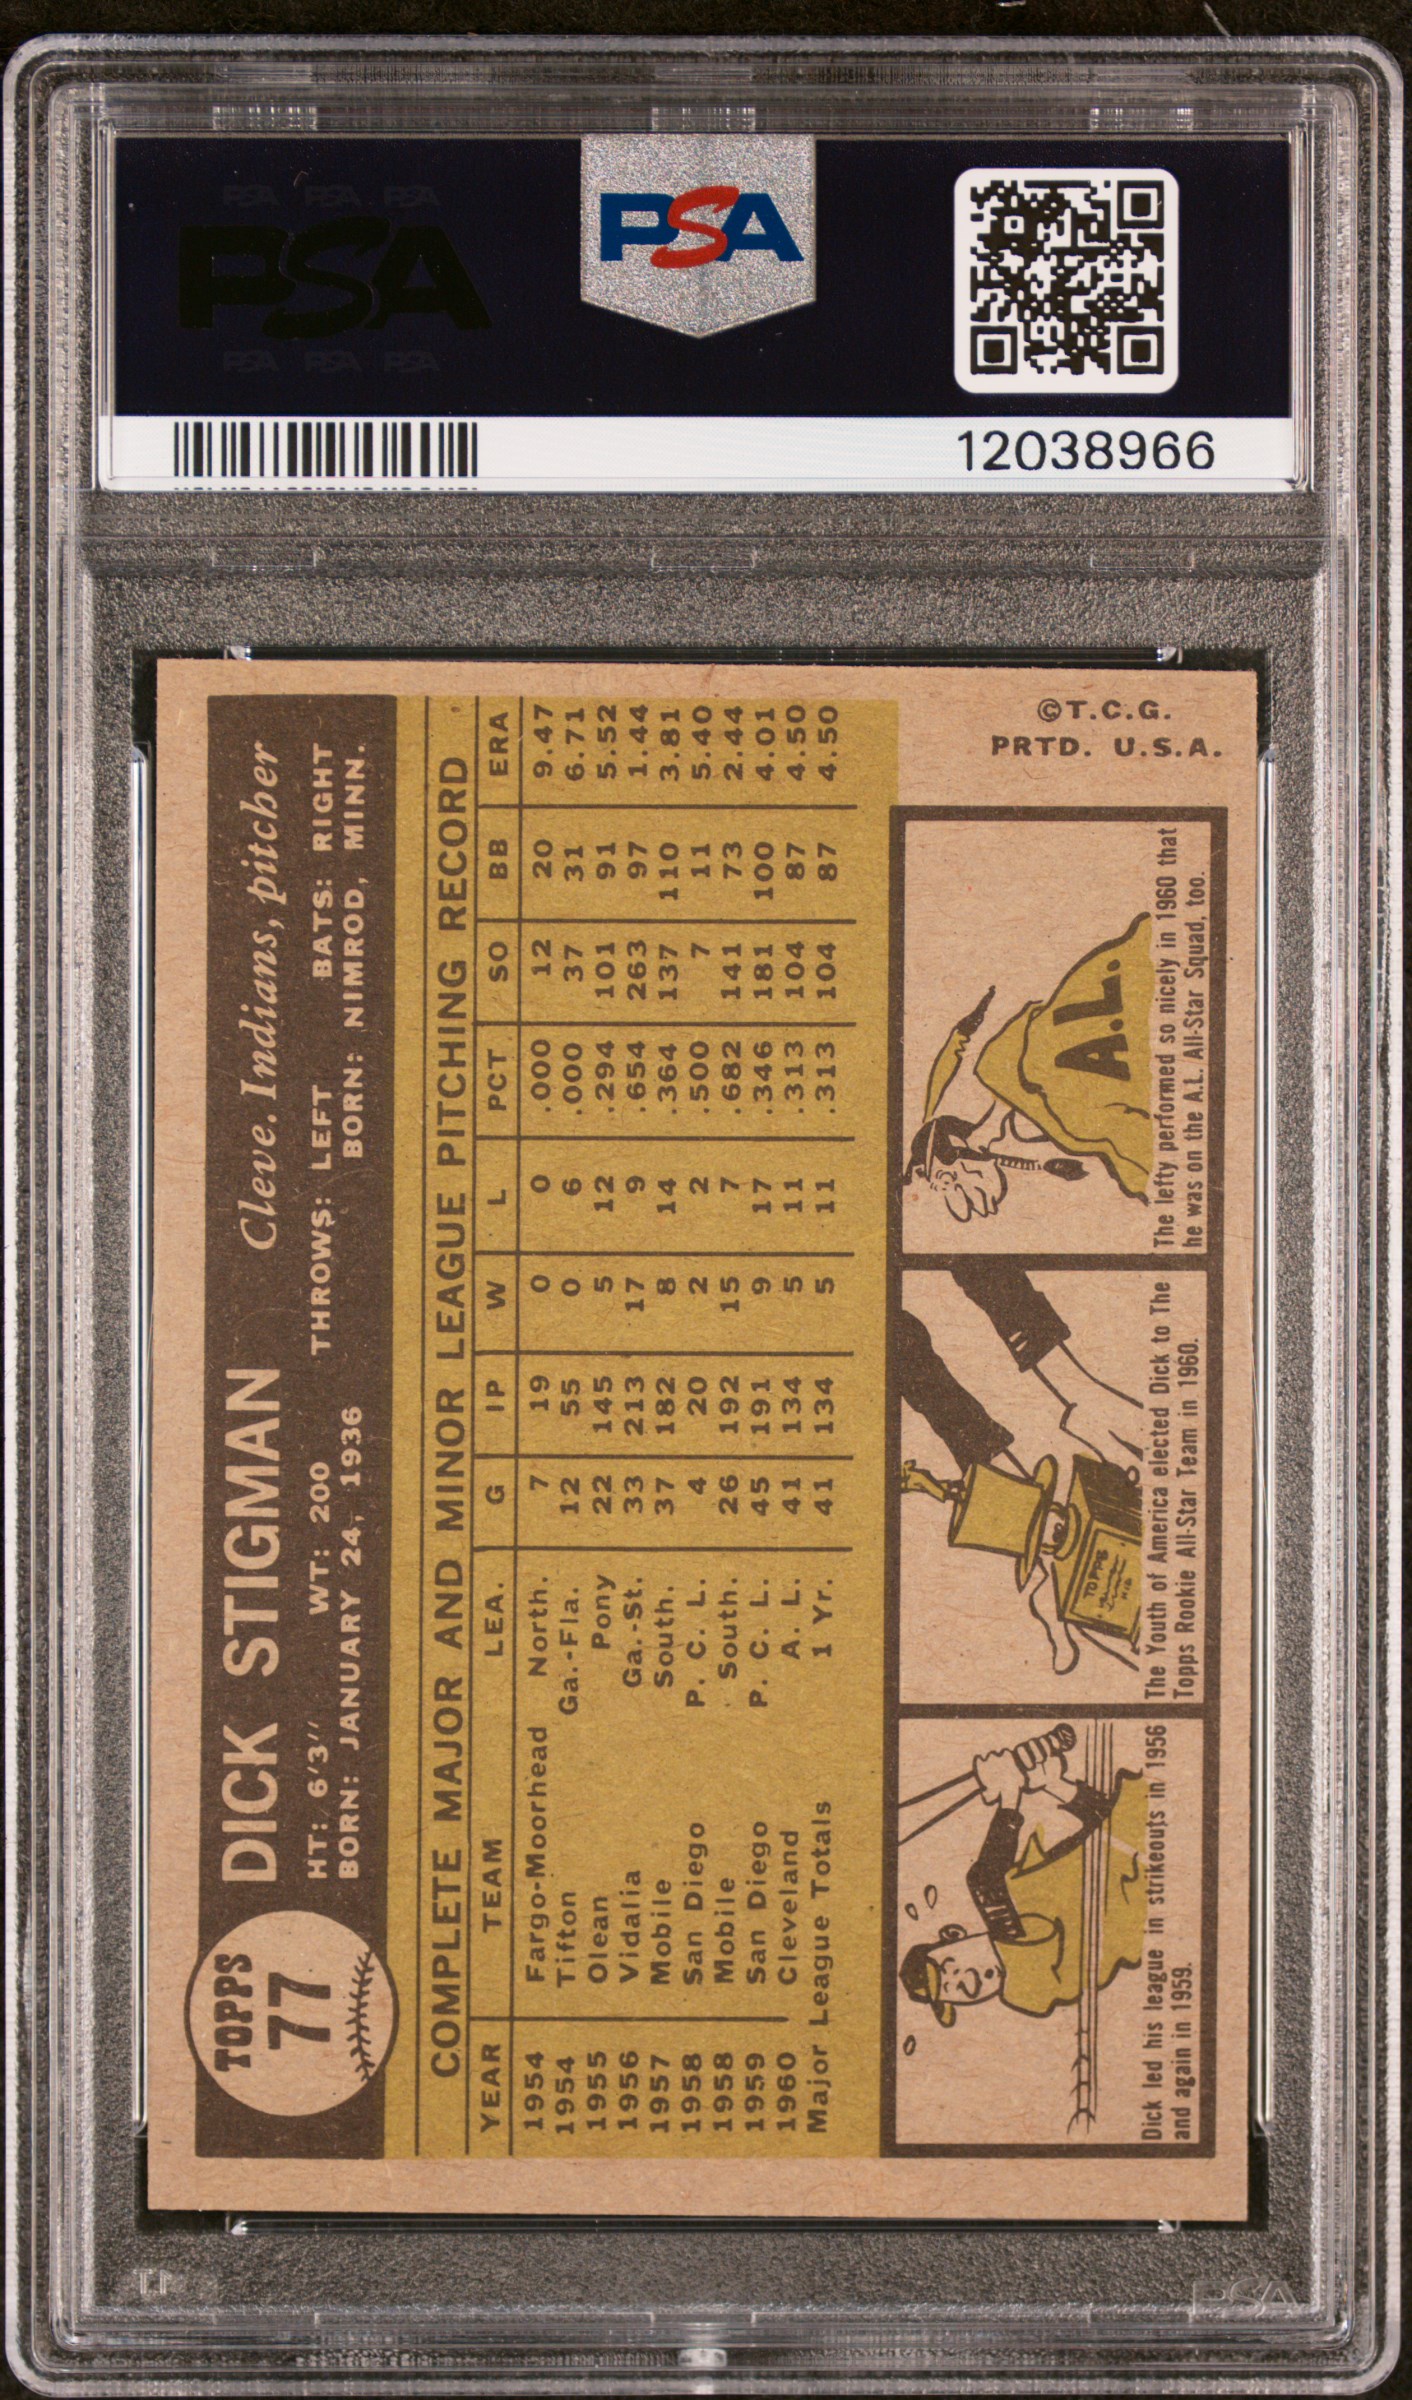 PSA PSA PSA
PSA
PSA PSA PSA
PSA
12038966
TOPPS
77
DICK STIGMAN Cleve. Indians, pitcher
HT: 6'3" WT: 200 THROWS: LEFT BATS: RIGHT
BORN: JANUARY 24, 1936 BORN: NIMROD, MINN.
COMPLETE MAJOR AND MINOR LEAGUE PITCHING RECORD
YEAR TEAM LEA. G IP W L PCT SO BB ERA
1954 Fargo-Moorhead North. 7 19 0 0 .000 12 20 9.47
1954 Tifton Ga.-Fla. 12 55 0 6 .000 37 31 6.71
1955 Olean Pony 22 145 5 12 .294 101 91 5.52
1956 Vidalia Ga.-St. 33 213 17 9 .654 263 97 1.44
1957 Mobile South. 37 182 8 14 .364 137 110 3.81
1958 San Diego P. C. L. 4 20 2 2 .500 7 11 5.40
1958 Mobile South. 26 192 15 7 .682 141 73 2.44
1959 San Diego P. C. L. 45 191 9 17 .346 181 100 4.01
1960 Cleveland A. L. 41 134 5 11 .313 104 87 4.50
Major League Totals 1 Yr. 41 134 5 11 .313 104 87 4.50
Dick led his league in strikeouts in 1956
and again in 1959.
TOPPS
The Youth of America elected Dick to The
Topps Rookie All-Star Team in 1960.
A.L.
The lefty performed so nicely in 1960 that
he was on the A.L. All-Star Squad, too.
©T.C.G.
PRTD. U.S.A.
PSA